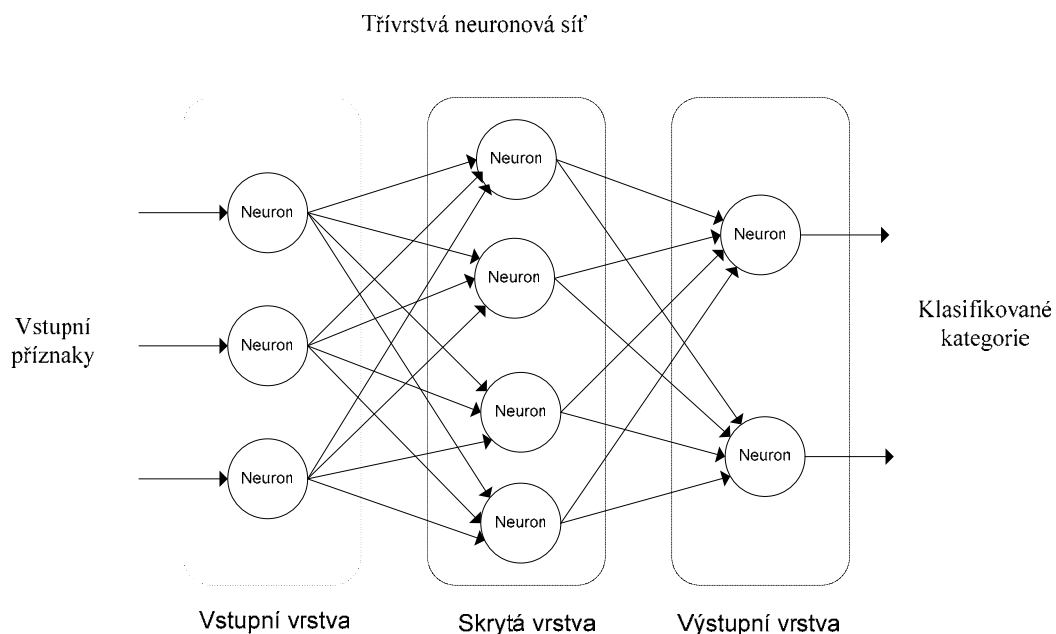 Třívrstvá neuronová síť
Neuron
Neuron
Neuron
Neuron
Neuron
Neuron
Neuron
Neuron
Neuron
Vstupní
příznaky
Klasifikované
kategorie
Vstupní vrstva
Skrytá vrstva
Výstupní vrstva